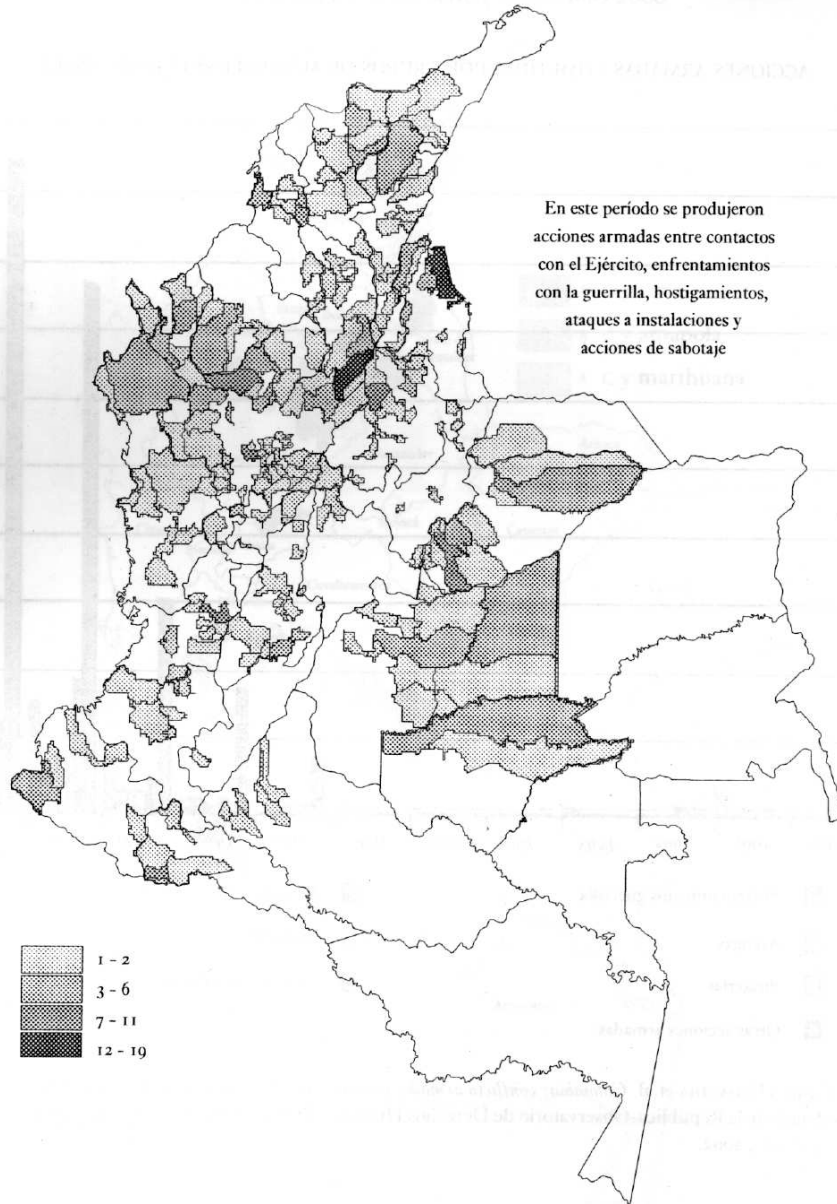 En este período se produjeron
acciones armadas entre contactos
con el Ejército, enfrentamientos
con la guerrilla, hostigamientos,
ataques a instalaciones y
acciones de sabotaje
1 - 2
3 - 6
7 - 11
12 - 19